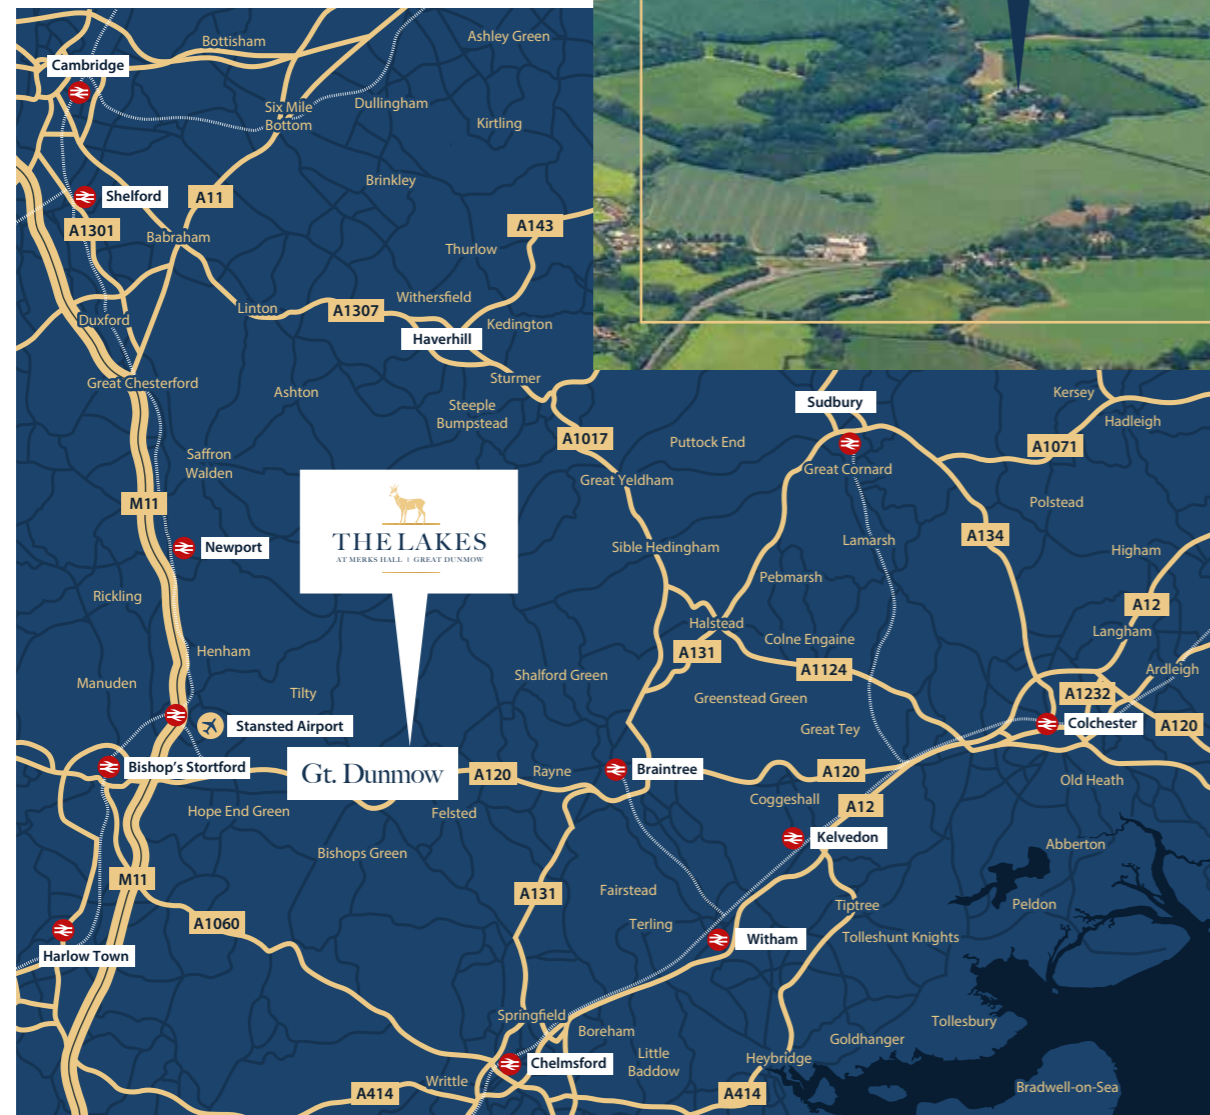 Bottisham
Ashley Green
Cambridge
Six Mile
Bottom
Dullingham
Kirtling
Brinkley
Shelford
A11
A1301
Babraham
A143
Thurlow
Linton
A1307
Withersfield
Duxford
Kedington
Haverhill
Great Chesterford
Ashton
Sturmer
Steeple
Bumpstead
Sudbury
Kersey
Hadleigh
A1017
Puttock End
A1071
Saffron
Walden
Great Yeldham
Great Cornard
M11
Polstead
THE LAKES
AT MERKS HALL | GREAT DUNMOW
Newport
Sible Hedingham
Lamarsh
A134
Higham
Rickling
Pebmarsh
A12
Halstead
Langham
Henham
A131
Colne Engaine
A1124
Ardleigh
Manuden
Tilty
Shalford Green
Greenstead Green
A1232
Stansted Airport
Great Tey
Colchester
A120
Bishop's Stortford
Gt. Dunmow
A120
Rayne
Braintree
A120
Old Heath
Hope End Green
Felsted
Coggeshall
A12
Bishops Green
Kelvedon
Abberton
M11
A131
Fairstead
Tiptree
Peldon
A1060
Terling
Witham
Tolleshunt Knights
Harlow Town
Springfield
Boreham
Tollesbury
Goldhanger
Chelmsford
Little
Baddow
Heybridge
Writtle
A414
A414
Bradwell-on-Sea